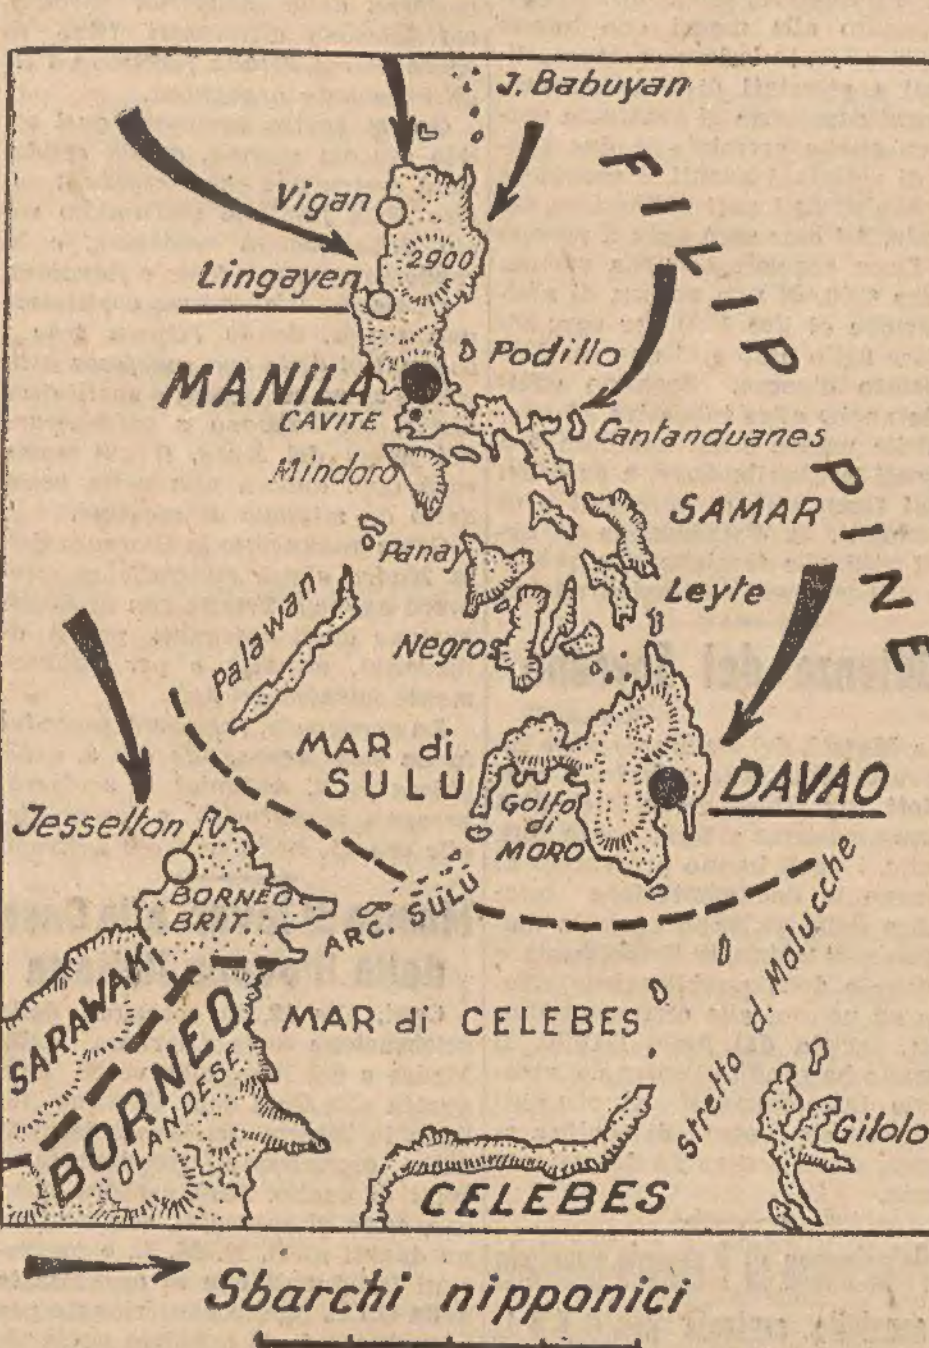 J. Babuyan
Vigan
2900
Lingayen
FILIPPINE
Podillo
MANILA
CAVITE
Cantanduanes
Mindoro
SAMAR
Panay
Leyte
Palawan
Negros
MAR di
SULU
DAVAO
Golfo
di
MORO
Jesselton
BORNEO
BRIT.
ARC. SULU
stretto d. Malucche
SARAWAK
MAR di CELEBES
BORNEO
OLANDESE
Gilolo
CELEBES
Sbarchi nipponici